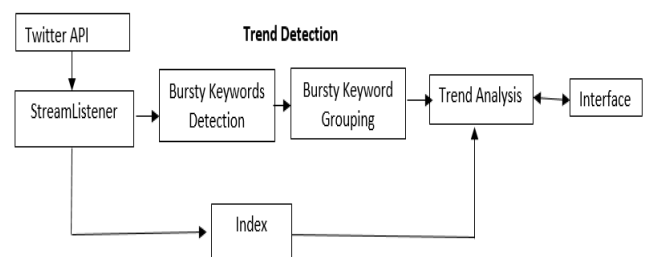 Twitter API
Trend Detection
StreamListener
Bursty Keywords
Detection
Bursty Keyword
Grouping
Trend Analysis
Interface
Index